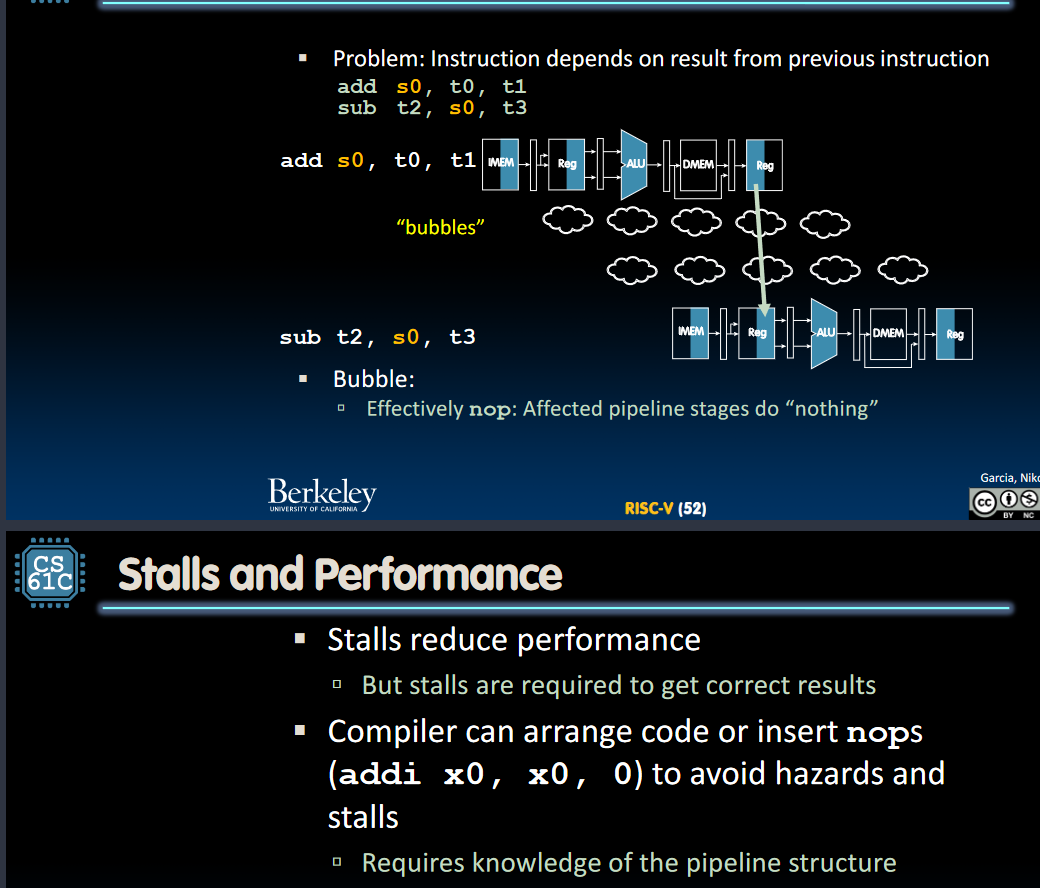 Problem: Instruction depends on result from previous instruction
add s0, t0, t1
sub t2, s0, t3
add s0, t0, t1 IMEM Reg ALU DMEM Reg
“bubbles”
sub t2, s0, t3 IMEM Reg ALU DMEM Reg
Bubble:
Effectively nop: Affected pipeline stages do “nothing”
Berkeley
UNIVERSITY OF CALIFORNIA
RISC-V (52)
Garcia, Niko
cc
BY NC
CS
61C
Stalls and Performance
Stalls reduce performance
But stalls are required to get correct results
Compiler can arrange code or insert nops
(addi x0, x0, 0) to avoid hazards and
stalls
Requires knowledge of the pipeline structure